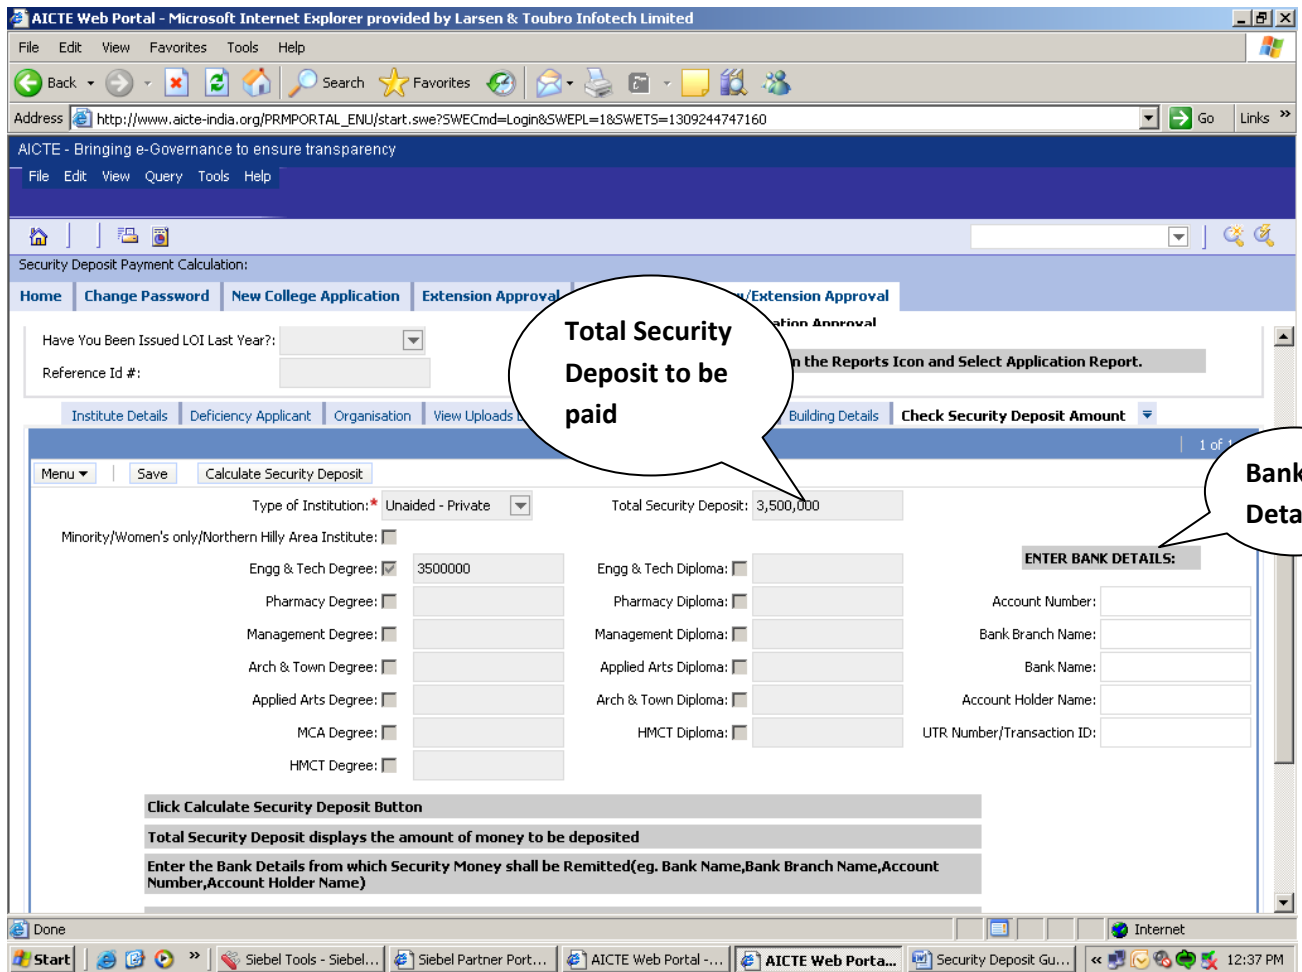 AICTE Web Portal - Microsoft Internet Explorer provided by Larsen & Toubro Infotech Limited
File Edit View Favorites Tools Help
Back Search Favorites
Address http://www.aicte-india.org/PRMPORTAL_ENU/start.swe?SWECmd=Login&SWEPL=1&SWETS=1309244747160 Go Links »
AICTE - Bringing e-Governance to ensure transparency
File Edit View Query Tools Help
Security Deposit Payment Calculation:
Home Change Password New College Application Extension Approval /Extension Approval
Have You Been Issued LOI Last Year?:
Reference Id #: n the Reports Icon and Select Application Report.
Total Security
Deposit to be
paid
Institute Details Deficiency Applicant Organisation View Uploads Building Details Check Security Deposit Amount
1 of
Bank
Deta
Menu Save Calculate Security Deposit
Type of Institution:* Unaided - Private Total Security Deposit: 3,500,000
Minority/Women's only/Northern Hilly Area Institute:
ENTER BANK DETAILS:
Engg & Tech Degree: 3500000 Engg & Tech Diploma:
Pharmacy Degree: Pharmacy Diploma: Account Number:
Management Degree: Management Diploma: Bank Branch Name:
Arch & Town Degree: Applied Arts Diploma: Bank Name:
Applied Arts Degree: Arch & Town Diploma: Account Holder Name:
MCA Degree: HMCT Diploma: UTR Number/Transaction ID:
HMCT Degree:
Click Calculate Security Deposit Button
Total Security Deposit displays the amount of money to be deposited
Enter the Bank Details from which Security Money shall be Remitted(eg. Bank Name,Bank Branch Name,Account
Number,Account Holder Name)
Done Internet
Start » Siebel Tools - Siebel... Siebel Partner Port... AICTE Web Portal -... AICTE Web Porta... Security Deposit Gu... « 12:37 PM